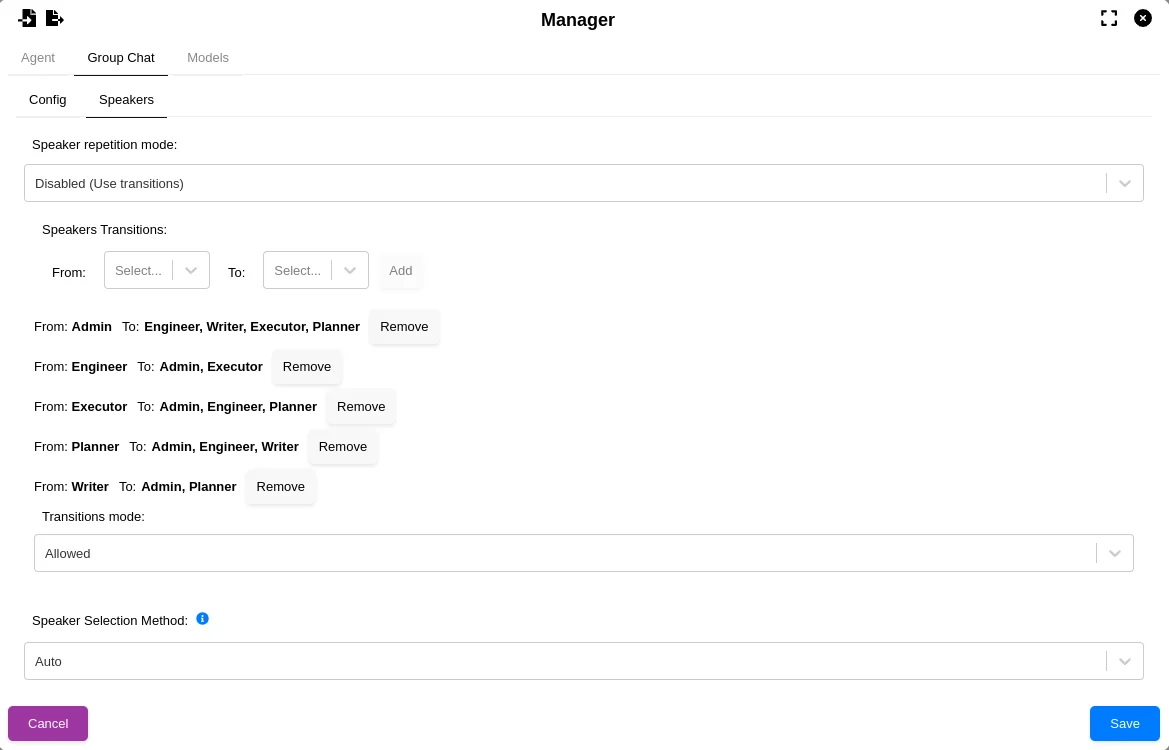 Manager
Agent Group Chat Models
Config Speakers
Speaker repetition mode:
Disabled (Use transitions)
Speakers Transitions:
From: Select... To: Select... Add
From: Admin To: Engineer, Writer, Executor, Planner Remove
From: Engineer To: Admin, Executor Remove
From: Executor To: Admin, Engineer, Planner Remove
From: Planner To: Admin, Engineer, Writer Remove
From: Writer To: Admin, Planner Remove
Transitions mode:
Allowed
Speaker Selection Method:
Auto
Cancel Save